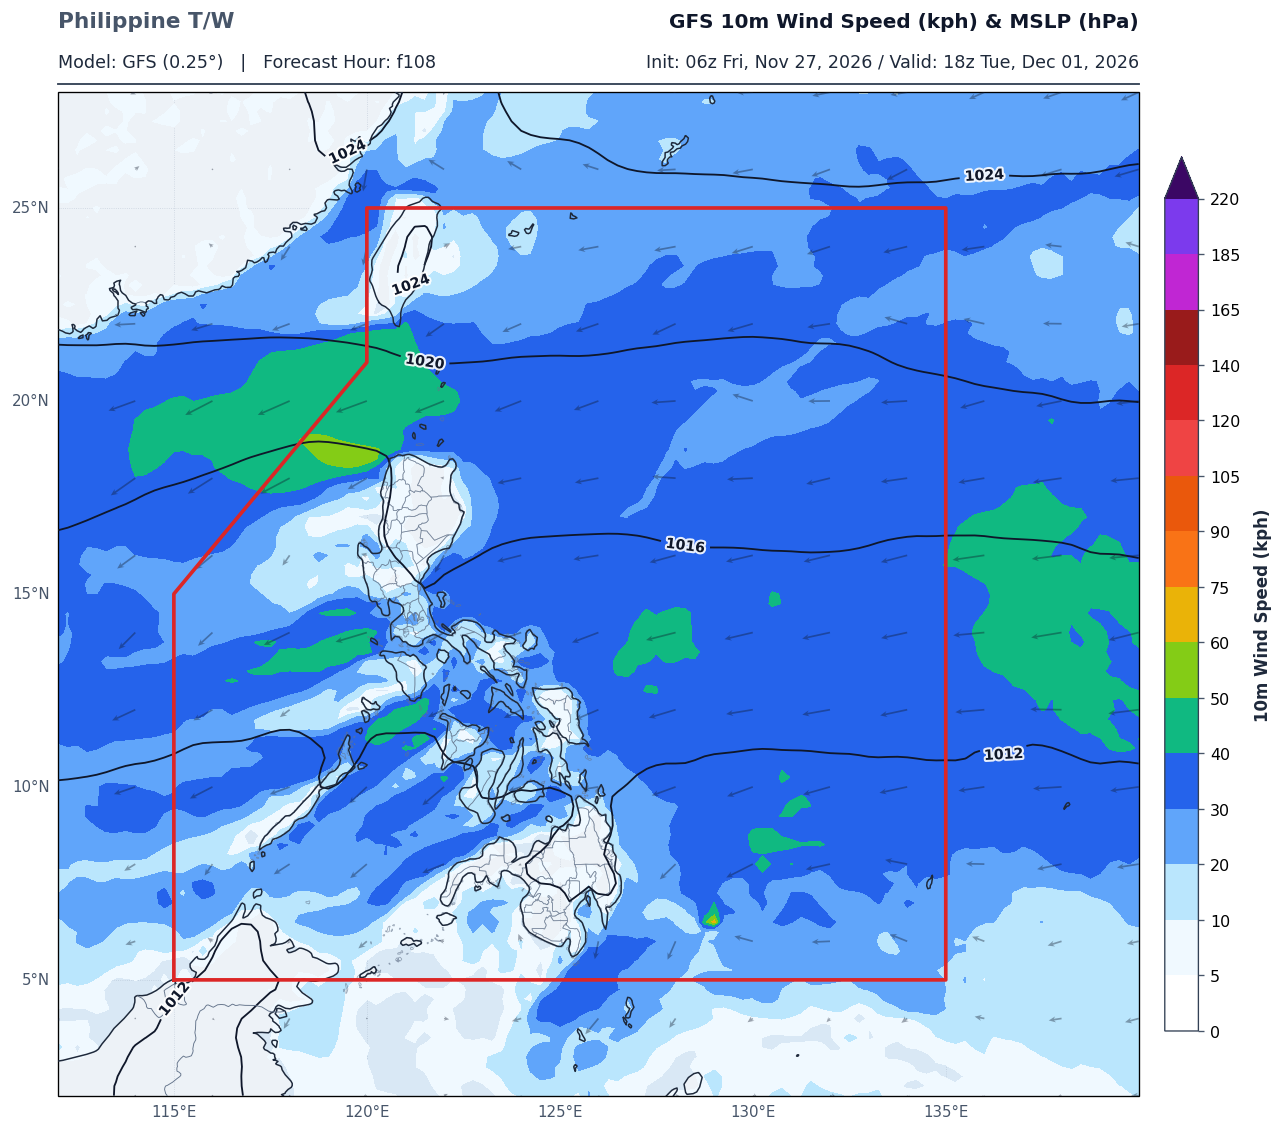 Philippine T/W
GFS 10m Wind Speed (kph) & MSLP (hPa)
Model: GFS (0.25°) | Forecast Hour: f108
Init: 06z Fri, Nov 27, 2026 / Valid: 18z Tue, Dec 01, 2026
1024
1024
1024
1020
1016
1012
1012
25°N
20°N
15°N
10°N
5°N
115°E
120°E
125°E
130°E
135°E
220
185
165
140
120
105
90
75
60
50
40
30
20
10
5
0
10m Wind Speed (kph)